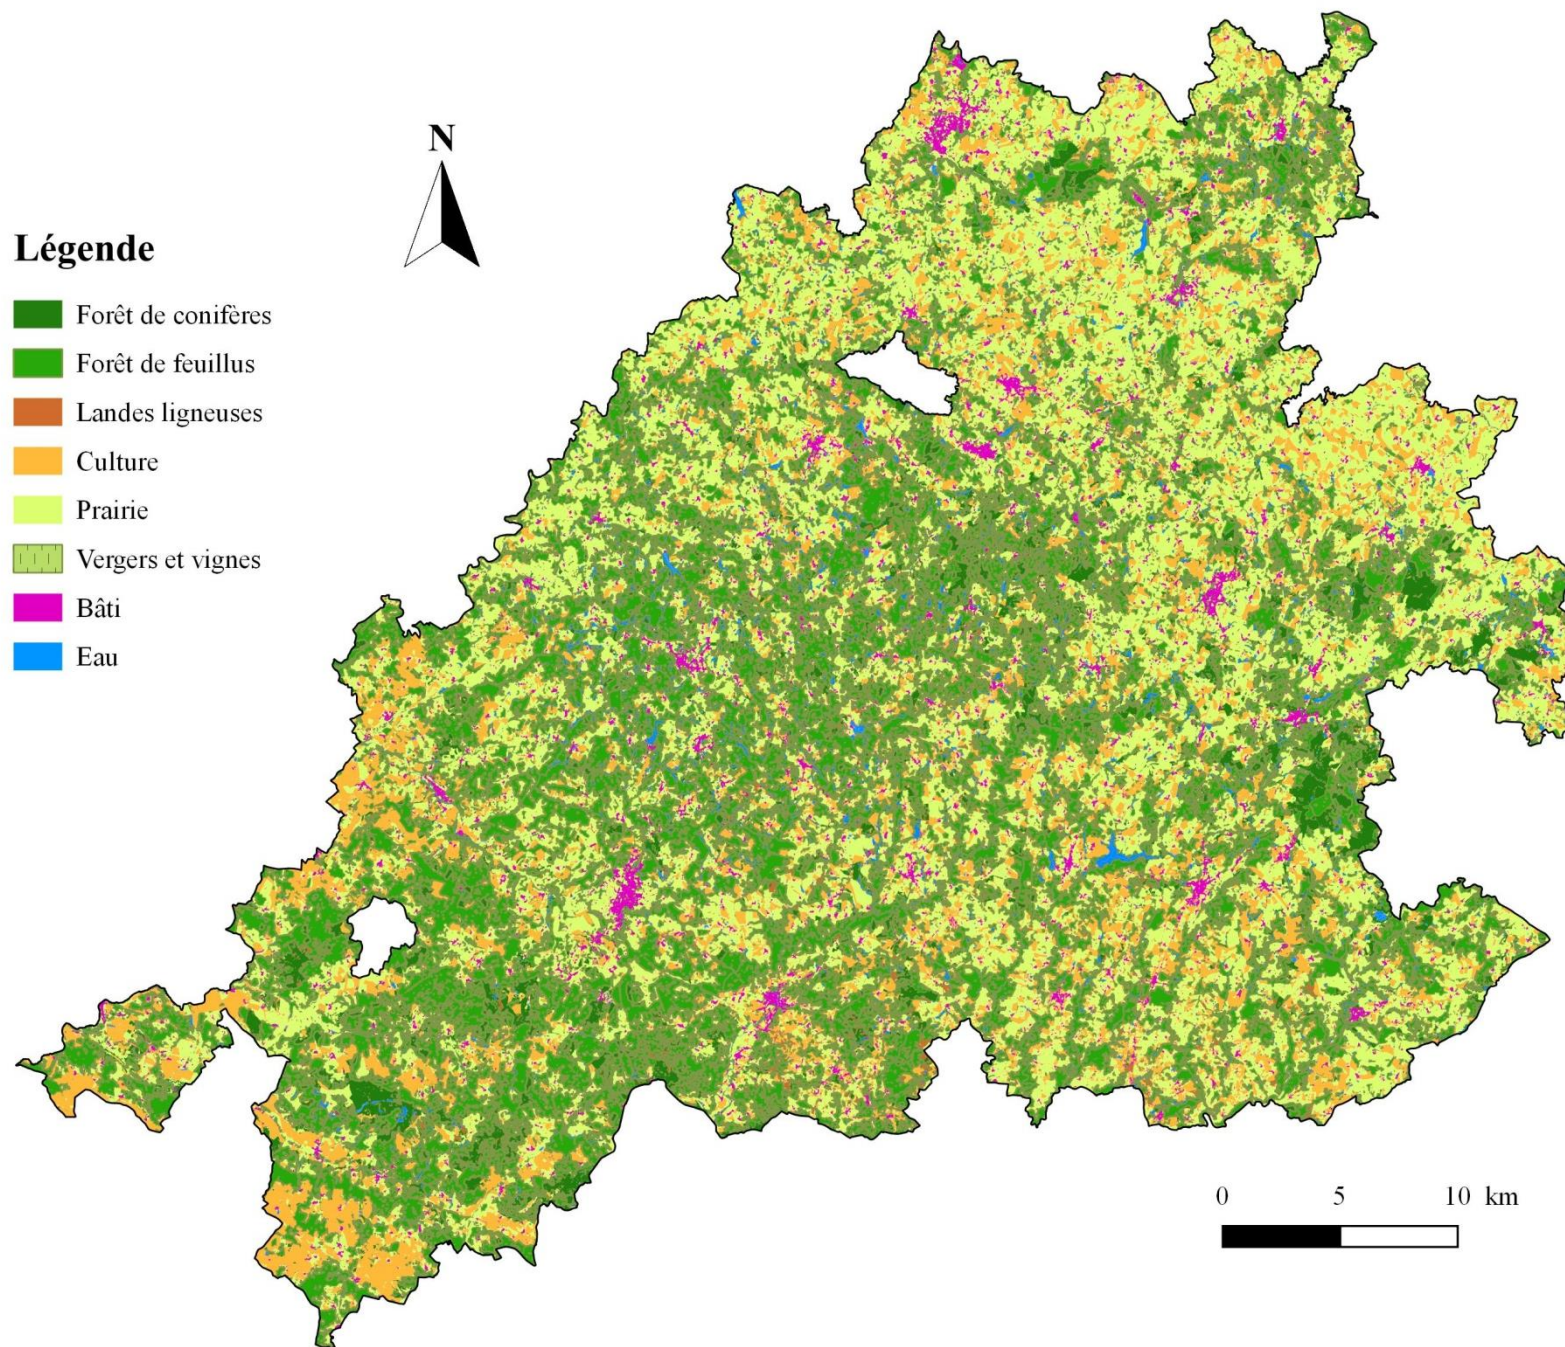 N
Légende
Forêt de conifères
Forêt de feuillus
Landes ligneuses
Culture
Prairie
Vergers et vignes
Bâti
Eau
0 5 10 km